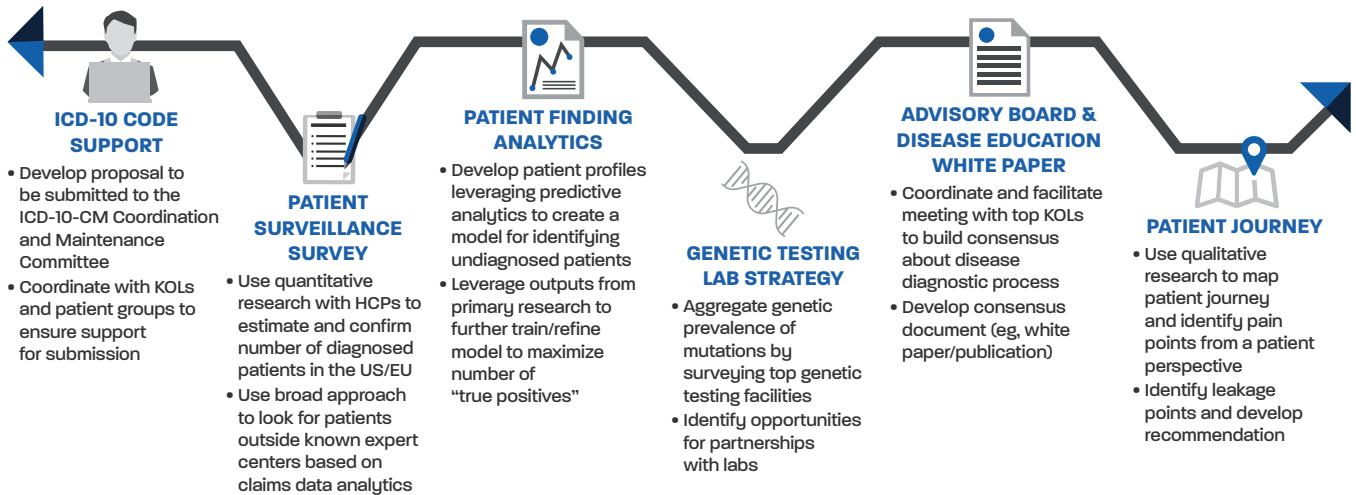 ICD-10 CODE
SUPPORT
• Develop proposal to
be submitted to the
ICD-10-CM Coordination
and Maintenance
Committee
• Coordinate with KOLs
and patient groups to
ensure support
for submission
PATIENT
SURVEILLANCE
SURVEY
• Use quantitative
research with HCPs to
estimate and confirm
number of diagnosed
patients in the US/EU
• Use broad approach
to look for patients
outside known expert
centers based on
claims data analytics
PATIENT FINDING
ANALYTICS
• Develop patient profiles
leveraging predictive
analytics to create a
model for identifying
undiagnosed patients
• Leverage outputs from
primary research to
further train/refine
model to maximize
number of
“true positives”
GENETIC TESTING
LAB STRATEGY
• Aggregate genetic
prevalence of
mutations by
surveying top genetic
testing facilities
• Identify opportunities
for partnerships
with labs
ADVISORY BOARD &
DISEASE EDUCATION
WHITE PAPER
• Coordinate and facilitate
meeting with top KOLs
to build consensus
about disease
diagnostic process
• Develop consensus
document (eg, white
paper/publication)
PATIENT JOURNEY
• Use qualitative
research to map
patient journey
and identify pain
points from a patient
perspective
• Identify leakage
points and develop
recommendation